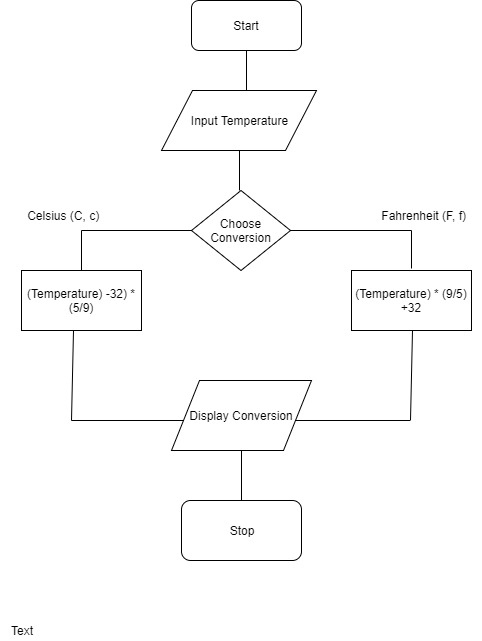 Start
Input Temperature
Celsius (C, c)
Fahrenheit (F, f)
Choose
Conversion
(Temperature) -32) *
(5/9)
(Temperature) * (9/5)
+32
Display Conversion
Stop
Text